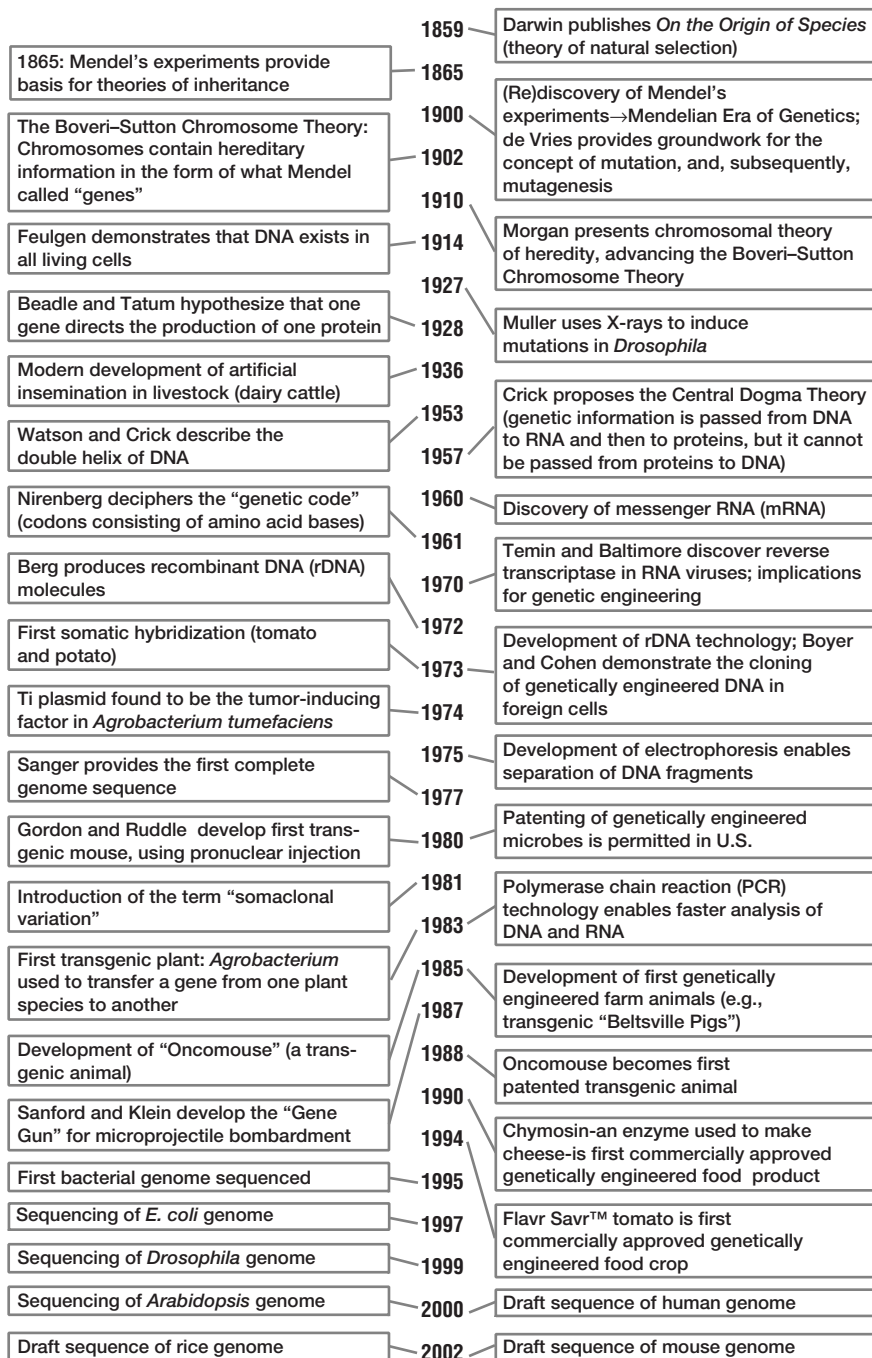 1859
Darwin publishes On the Origin of Species
(theory of natural selection)
1865: Mendel's experiments provide
basis for theories of inheritance
1865
1900
(Re)discovery of Mendel's
experiments→Mendelian Era of Genetics;
de Vries provides groundwork for the
concept of mutation, and, subsequently,
mutagenesis
The Boveri–Sutton Chromosome Theory:
Chromosomes contain hereditary
information in the form of what Mendel
called “genes”
1902
1910
Morgan presents chromosomal theory
of heredity, advancing the Boveri–Sutton
Chromosome Theory
Feulgen demonstrates that DNA exists in
all living cells
1914
1927
Muller uses X-rays to induce
mutations in Drosophila
Beadle and Tatum hypothesize that one
gene directs the production of one protein
1928
Modern development of artificial
insemination in livestock (dairy cattle)
1936
1953
Watson and Crick describe the
double helix of DNA
1957
Crick proposes the Central Dogma Theory
(genetic information is passed from DNA
to RNA and then to proteins, but it cannot
be passed from proteins to DNA)
1960
Discovery of messenger RNA (mRNA)
Nirenberg deciphers the “genetic code”
(codons consisting of amino acid bases)
1961
1970
Temin and Baltimore discover reverse
transcriptase in RNA viruses; implications
for genetic engineering
Berg produces recombinant DNA (rDNA)
molecules
1972
First somatic hybridization (tomato
and potato)
1973
Development of rDNA technology; Boyer
and Cohen demonstrate the cloning
of genetically engineered DNA in
foreign cells
Ti plasmid found to be the tumor-inducing
factor in Agrobacterium tumefaciens
1974
1975
Development of electrophoresis enables
separation of DNA fragments
Sanger provides the first complete
genome sequence
1977
Gordon and Ruddle develop first trans-
genic mouse, using pronuclear injection
1980
Patenting of genetically engineered
microbes is permitted in U.S.
Introduction of the term “somaclonal
variation”
1981
1983
Polymerase chain reaction (PCR)
technology enables faster analysis of
DNA and RNA
First transgenic plant: Agrobacterium
used to transfer a gene from one plant
species to another
1985
Development of first genetically
engineered farm animals (e.g.,
transgenic “Beltsville Pigs”)
Development of “Oncomouse” (a trans-
genic animal)
1987
Sanford and Klein develop the “Gene
Gun” for microprojectile bombardment
1988
Oncomouse becomes first
patented transgenic animal
1990
Chymosin-an enzyme used to make
cheese-is first commercially approved
genetically engineered food product
1994
Flavr Savr™ tomato is first
commercially approved genetically
engineered food crop
First bacterial genome sequenced
1995
Sequencing of E. coli genome
1997
Sequencing of Drosophila genome
1999
Sequencing of Arabidopsis genome
2000
Draft sequence of human genome
Draft sequence of rice genome
2002
Draft sequence of mouse genome